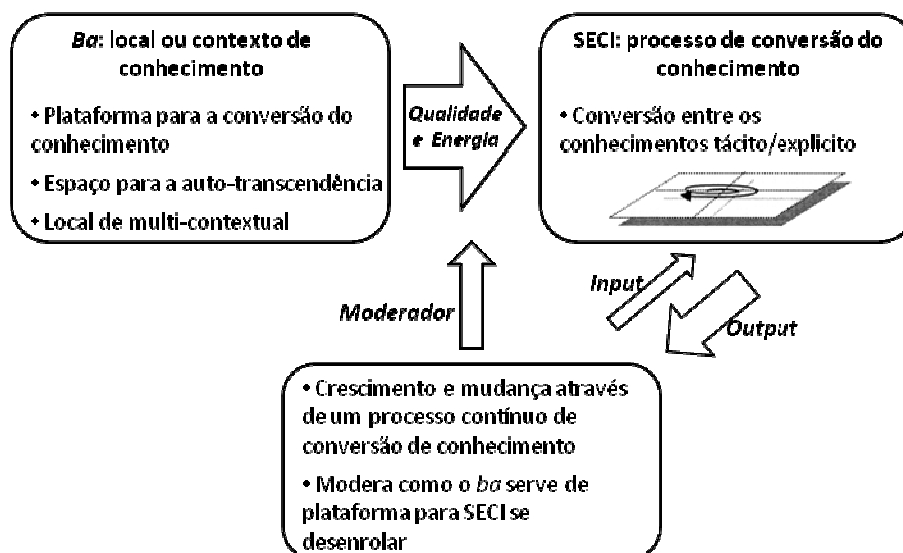 Ba: local ou contexto de
conhecimento
• Plataforma para a conversão do
conhecimento
• Espaço para a auto-transcendência
• Local de multi-contextual
Qualidade
e Energia
SECI: processo de conversão do
conhecimento
• Conversão entre os
conhecimentos tácito/explicito
Moderador
Input
Output
• Crescimento e mudança através
de um processo contínuo de
conversão de conhecimento
• Modera como o ba serve de
plataforma para SECI se
desenrolar